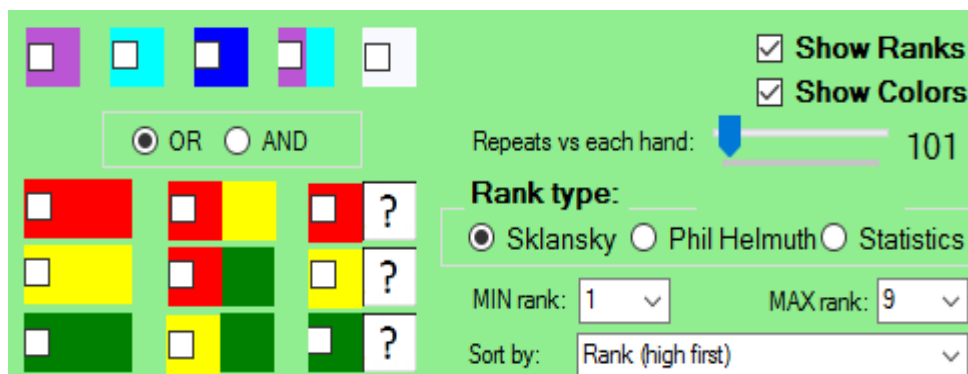 Show Ranks
Show Colors
OR AND
Repeats vs each hand: 101
?
Rank type:
Sklansky Phil Helmuth Statistics
?
MIN rank: 1 MAX rank: 9
?
Sort by: Rank (high first)